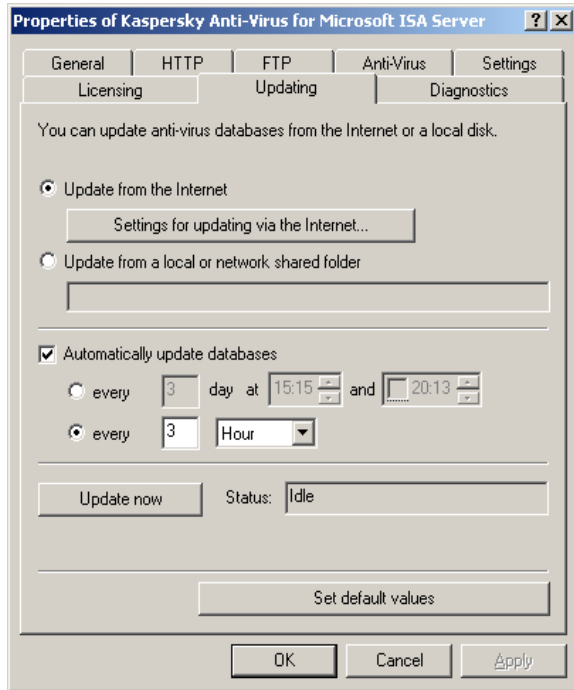 Properties of Kaspersky Anti-Virus for Microsoft ISA Server
General HTTP FTP Anti-Virus Settings
Licensing Updating Diagnostics
You can update anti-virus databases from the Internet or a local disk.
Update from the Internet
Settings for updating via the Internet...
Update from a local or network shared folder
Automatically update databases
every 3 day at 15:15 and 20:13
every 3 Hour
Update now Status: Idle
Set default values
OK Cancel Apply